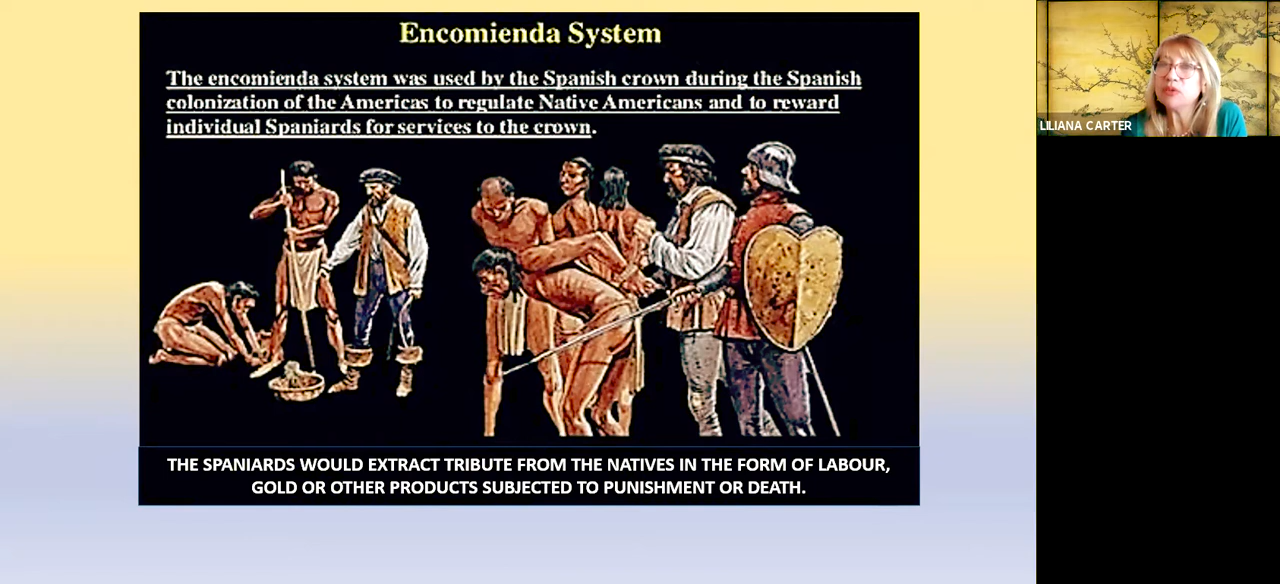 Encomienda System
The encomienda system was used by the Spanish crown during the Spanish
colonization of the Americas to regulate Native Americans and to reward
individual Spaniards for services to the crown.
THE SPANIARDS WOULD EXTRACT TRIBUTE FROM THE NATIVES IN THE FORM OF LABOUR,
GOLD OR OTHER PRODUCTS SUBJECTED TO PUNISHMENT OR DEATH.
LILIANA CARTER